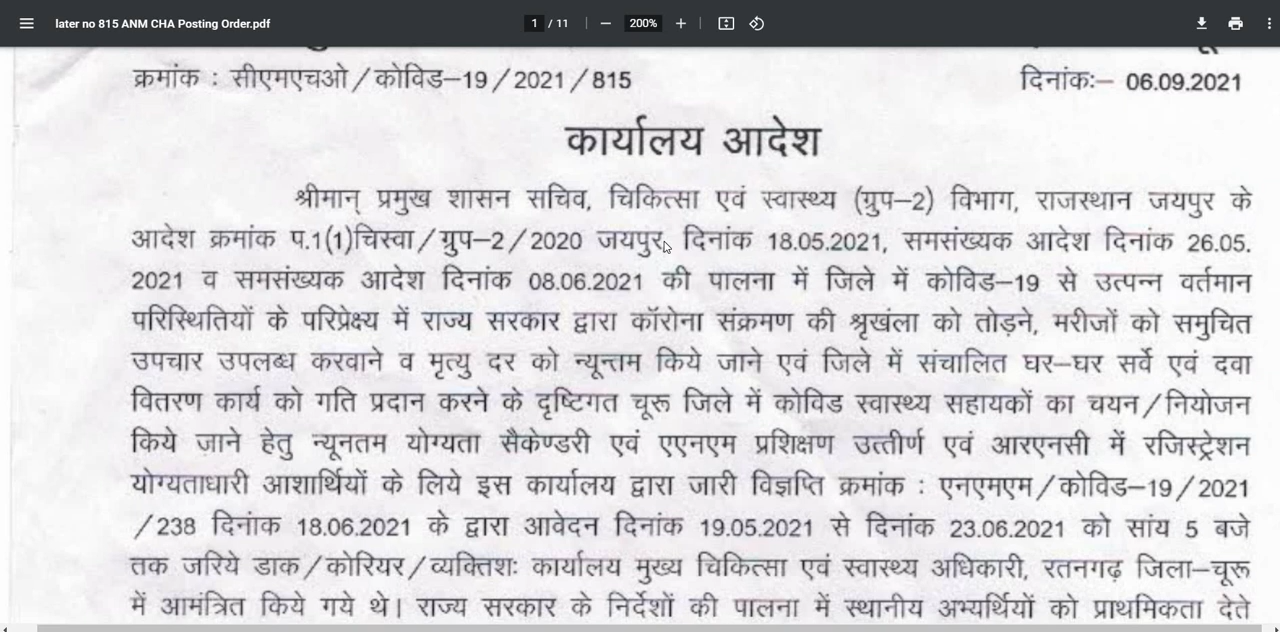 later no 815 ANM CHA Posting Order.pdf
1 / 11
200%
क्रमांक : सीएमएचओ/कोविड–19/2021/815
दिनांकः– 06.09.2021
कार्यालय आदेश
श्रीमान् प्रमुख शासन सचिव, चिकित्सा एवं स्वास्थ्य (ग्रुप–2) विभाग, राजस्थान जयपुर के
आदेश क्रमांक प.1(1)चिस्वा/ग्रुप–2/2020 जयपुर, दिनांक 18.05.2021, समसंख्यक आदेश दिनांक 26.05.
2021 व समसंख्यक आदेश दिनांक 08.06.2021 की पालना में जिले में कोविड–19 से उत्पन्न वर्तमान
परिस्थितियों के परिप्रेक्ष्य में राज्य सरकार द्वारा कॉरोना संक्रमण की श्रृखंला को तोड़ने, मरीजों को समुचित
उपचार उपलब्ध करवाने व मृत्यु दर को न्यून्तम किये जाने एवं जिले में संचालित घर–घर सर्वे एवं दवा
वितरण कार्य को गति प्रदान करने के दृष्टिगत चूरू जिले में कोविड स्वास्थ्य सहायकों का चयन/नियोजन
किये जाने हेतु न्यूनतम योग्यता सैकेण्डरी एवं एएनएम प्रशिक्षण उत्तीर्ण एवं आरएनसी में रजिस्ट्रेशन
योग्यताधारी आशार्थियों के लिये इस कार्यालय द्वारा जारी विज्ञप्ति क्रमांक : एनएमएम/कोविड–19/2021
/238 दिनांक 18.06.2021 के द्वारा आवेदन दिनांक 19.05.2021 से दिनांक 23.06.2021 को सांय 5 बजे
तक जरिये डाक/कोरियर/व्यक्तिशः कार्यालय मुख्य चिकित्सा एवं स्वास्थ्य अधिकारी, रतनगढ़ जिला–चूरू
में आमंत्रित किये गये थे। राज्य सरकार के निर्देशों की पालना में स्थानीय अभ्यर्थियों को प्राथमिकता देते